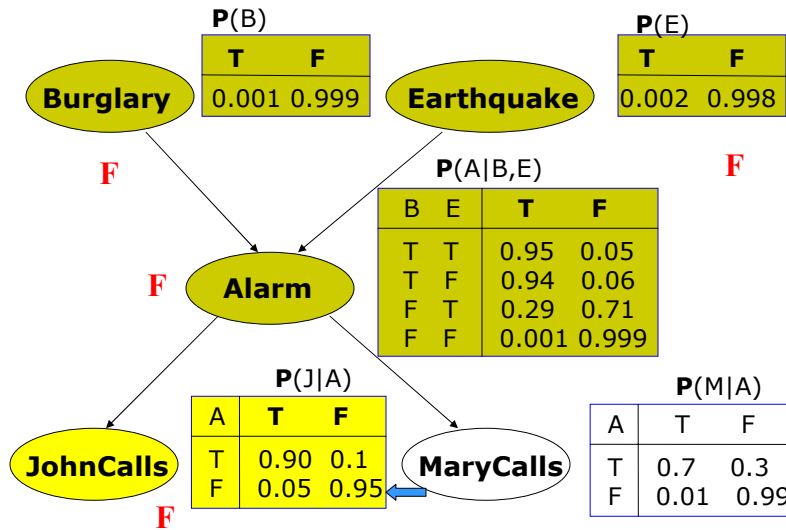 P(B)
T F
0.001 0.999
Burglary
P(E)
T F
0.002 0.998
Earthquake
F
F
P(A|B,E)
B E T F
T T 0.95 0.05
T F 0.94 0.06
F T 0.29 0.71
F F 0.001 0.999
F
Alarm
P(J|A)
A T F
T 0.90 0.1
F 0.05 0.95
P(M|A)
A T F
T 0.7 0.3
F 0.01 0.99
JohnCalls
MaryCalls
F